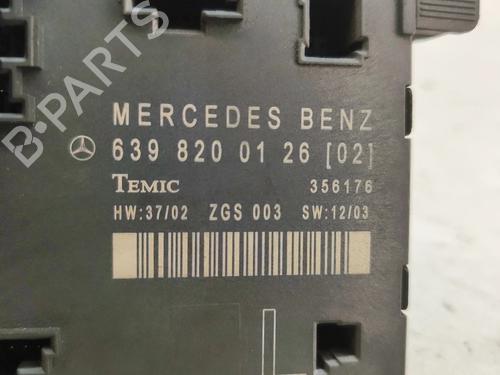 B-PARTS
MERCEDES BENZ
639 820 01 26 [02]
TEMIC 356176
HW:37/02 ZGS 003 SW:12/03